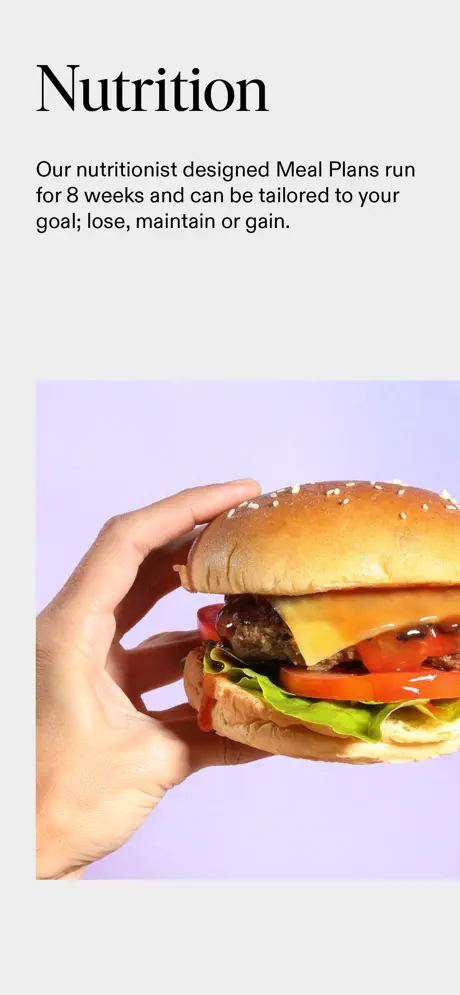 Nutrition
Our nutritionist designed Meal Plans run
for 8 weeks and can be tailored to your
goal; lose, maintain or gain.